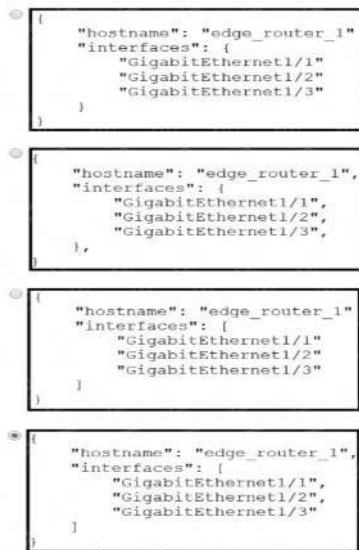 {
"hostname": "edge_router_1"
"interfaces": {
"GigabitEthernet1/1"
"GigabitEthernet1/2"
"GigabitEthernet1/3"
}
}
{
"hostname": "edge_router_1",
"interfaces": {
"GigabitEthernet1/1",
"GigabitEthernet1/2",
"GigabitEthernet1/3",
},
}
{
"hostname": "edge_router_1"
"interfaces": [
"GigabitEthernet1/1"
"GigabitEthernet1/2"
"GigabitEthernet1/3"
]
}
{
"hostname": "edge_router_1",
"interfaces": [
"GigabitEthernet1/1",
"GigabitEthernet1/2",
"GigabitEthernet1/3"
]
}